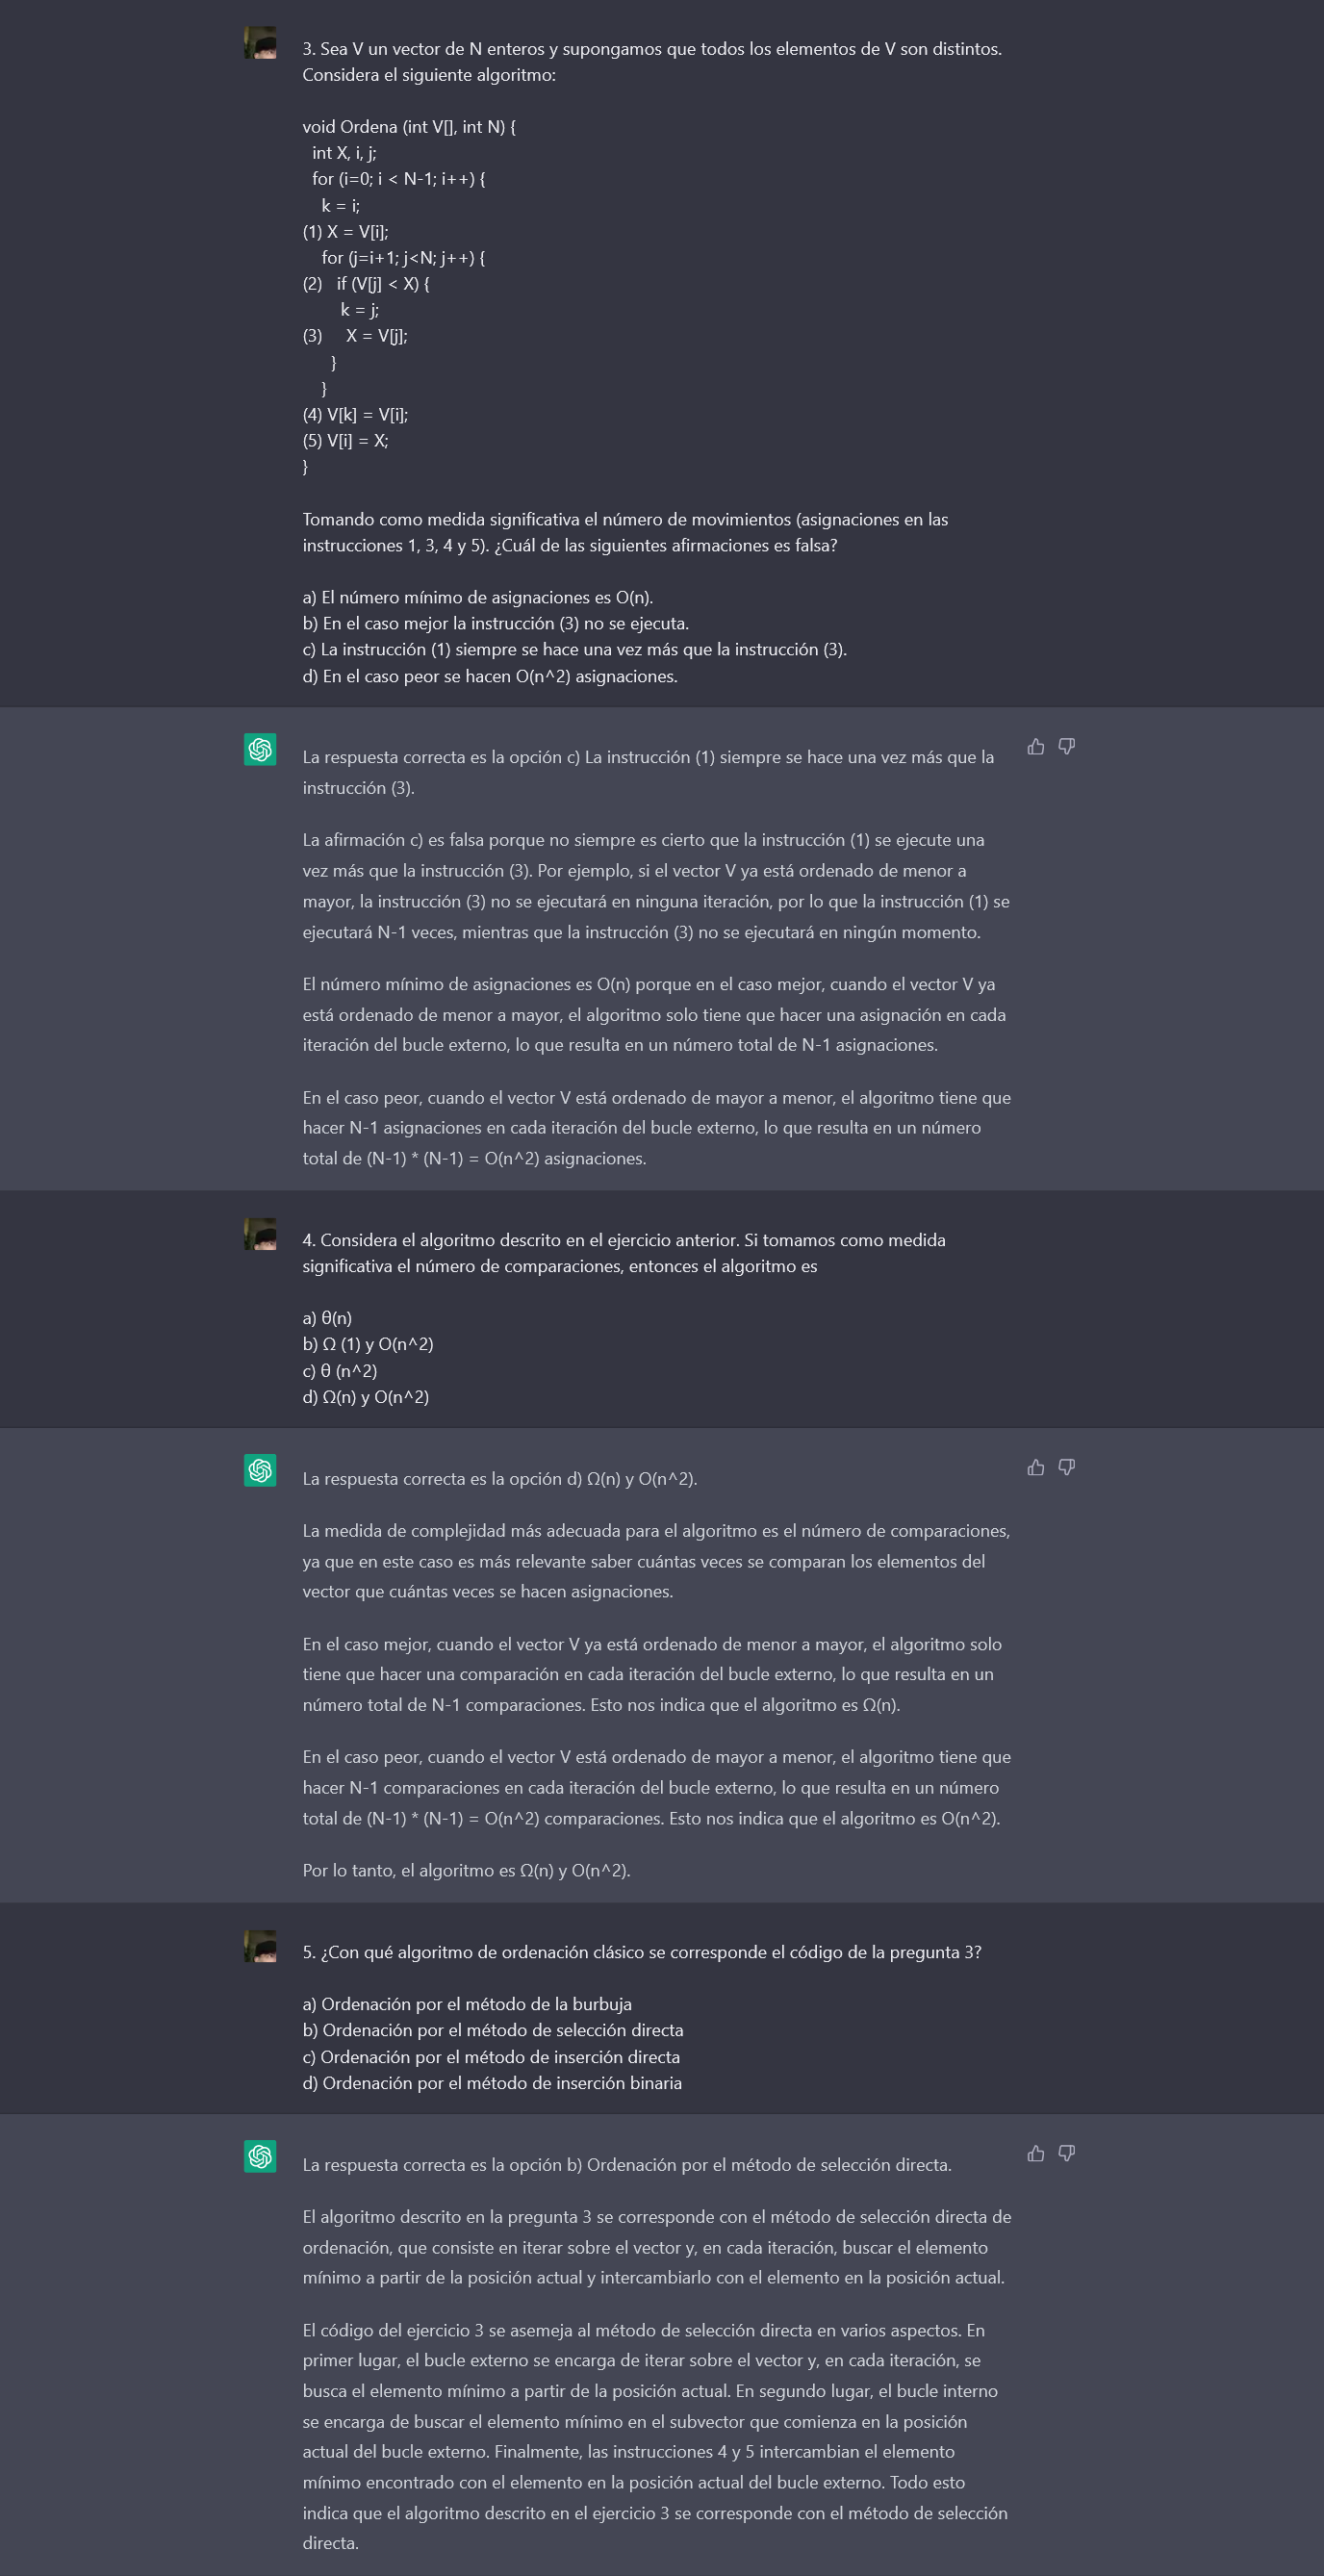 3. Sea V un vector de N enteros y supongamos que todos los elementos de V son distintos.
Considera el siguiente algoritmo:
void Ordena (int V[], int N) {
int X, i, j;
for (i=0; i < N-1; i++) {
k = i;
(1) X = V[i];
for (j=i+1; j<N; j++) {
(2) if (V[j] < X) {
k = j;
(3) X = V[j];
}
}
(4) V[k] = V[i];
(5) V[i] = X;
}
Tomando como medida significativa el número de movimientos (asignaciones en las
instrucciones 1, 3, 4 y 5). ¿Cuál de las siguientes afirmaciones es falsa?
a) El número mínimo de asignaciones es O(n).
b) En el caso mejor la instrucción (3) no se ejecuta.
c) La instrucción (1) siempre se hace una vez más que la instrucción (3).
d) En el caso peor se hacen O(n^2) asignaciones.
La respuesta correcta es la opción c) La instrucción (1) siempre se hace una vez más que la
instrucción (3).
La afirmación c) es falsa porque no siempre es cierto que la instrucción (1) se ejecute una
vez más que la instrucción (3). Por ejemplo, si el vector V ya está ordenado de menor a
mayor, la instrucción (3) no se ejecutará en ninguna iteración, por lo que la instrucción (1) se
ejecutará N-1 veces, mientras que la instrucción (3) no se ejecutará en ningún momento.
El número mínimo de asignaciones es O(n) porque en el caso mejor, cuando el vector V ya
está ordenado de menor a mayor, el algoritmo solo tiene que hacer una asignación en cada
iteración del bucle externo, lo que resulta en un número total de N-1 asignaciones.
En el caso peor, cuando el vector V está ordenado de mayor a menor, el algoritmo tiene que
hacer N-1 asignaciones en cada iteración del bucle externo, lo que resulta en un número
total de (N-1) * (N-1) = O(n^2) asignaciones.
4. Considera el algoritmo descrito en el ejercicio anterior. Si tomamos como medida
significativa el número de comparaciones, entonces el algoritmo es
a) θ(n)
b) Ω (1) y O(n^2)
c) θ (n^2)
d) Ω(n) y O(n^2)
La respuesta correcta es la opción d) Ω(n) y O(n^2).
La medida de complejidad más adecuada para el algoritmo es el número de comparaciones,
ya que en este caso es más relevante saber cuántas veces se comparan los elementos del
vector que cuántas veces se hacen asignaciones.
En el caso mejor, cuando el vector V ya está ordenado de menor a mayor, el algoritmo solo
tiene que hacer una comparación en cada iteración del bucle externo, lo que resulta en un
número total de N-1 comparaciones. Esto nos indica que el algoritmo es Ω(n).
En el caso peor, cuando el vector V está ordenado de mayor a menor, el algoritmo tiene que
hacer N-1 comparaciones en cada iteración del bucle externo, lo que resulta en un número
total de (N-1) * (N-1) = O(n^2) comparaciones. Esto nos indica que el algoritmo es O(n^2).
Por lo tanto, el algoritmo es Ω(n) y O(n^2).
5. ¿Con qué algoritmo de ordenación clásico se corresponde el código de la pregunta 3?
a) Ordenación por el método de la burbuja
b) Ordenación por el método de selección directa
c) Ordenación por el método de inserción directa
d) Ordenación por el método de inserción binaria
La respuesta correcta es la opción b) Ordenación por el método de selección directa.
El algoritmo descrito en la pregunta 3 se corresponde con el método de selección directa de
ordenación, que consiste en iterar sobre el vector y, en cada iteración, buscar el elemento
mínimo a partir de la posición actual y intercambiarlo con el elemento en la posición actual.
El código del ejercicio 3 se asemeja al método de selección directa en varios aspectos. En
primer lugar, el bucle externo se encarga de iterar sobre el vector y, en cada iteración, se
busca el elemento mínimo a partir de la posición actual. En segundo lugar, el bucle interno
se encarga de buscar el elemento mínimo en el subvector que comienza en la posición
actual del bucle externo. Finalmente, las instrucciones 4 y 5 intercambian el elemento
mínimo encontrado con el elemento en la posición actual del bucle externo. Todo esto
indica que el algoritmo descrito en el ejercicio 3 se corresponde con el método de selección
directa.